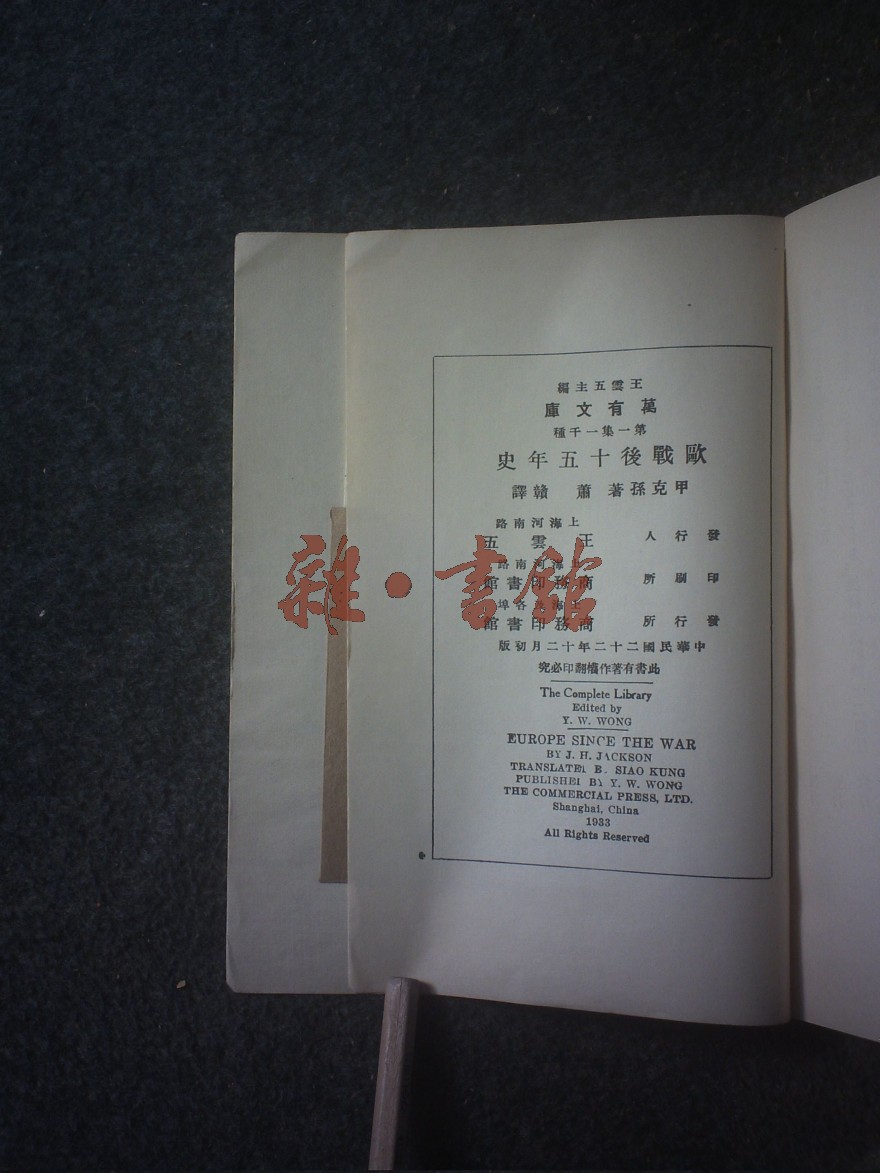 王雲五主編
萬有文庫
第一集一千種
歐戰後十五年史
甲克孫著 蕭贛譯
上海河南路
發行人 王雲五
上海河南路
印刷所 商務印書館
上海及各埠
發行所 商務印書館
中華民國二十二年十二月初版
此書有著作權翻印必究
The Complete Library
Edited by
Y. W. WONG
EUROPE SINCE THE WAR
BY J. H. JACKSON
TRANSLATED BY SIAO KUNG
PUBLISHED BY Y. W. WONG
THE COMMERCIAL PRESS, LTD.
Shanghai, China
1933
All Rights Reserved
雜·書館